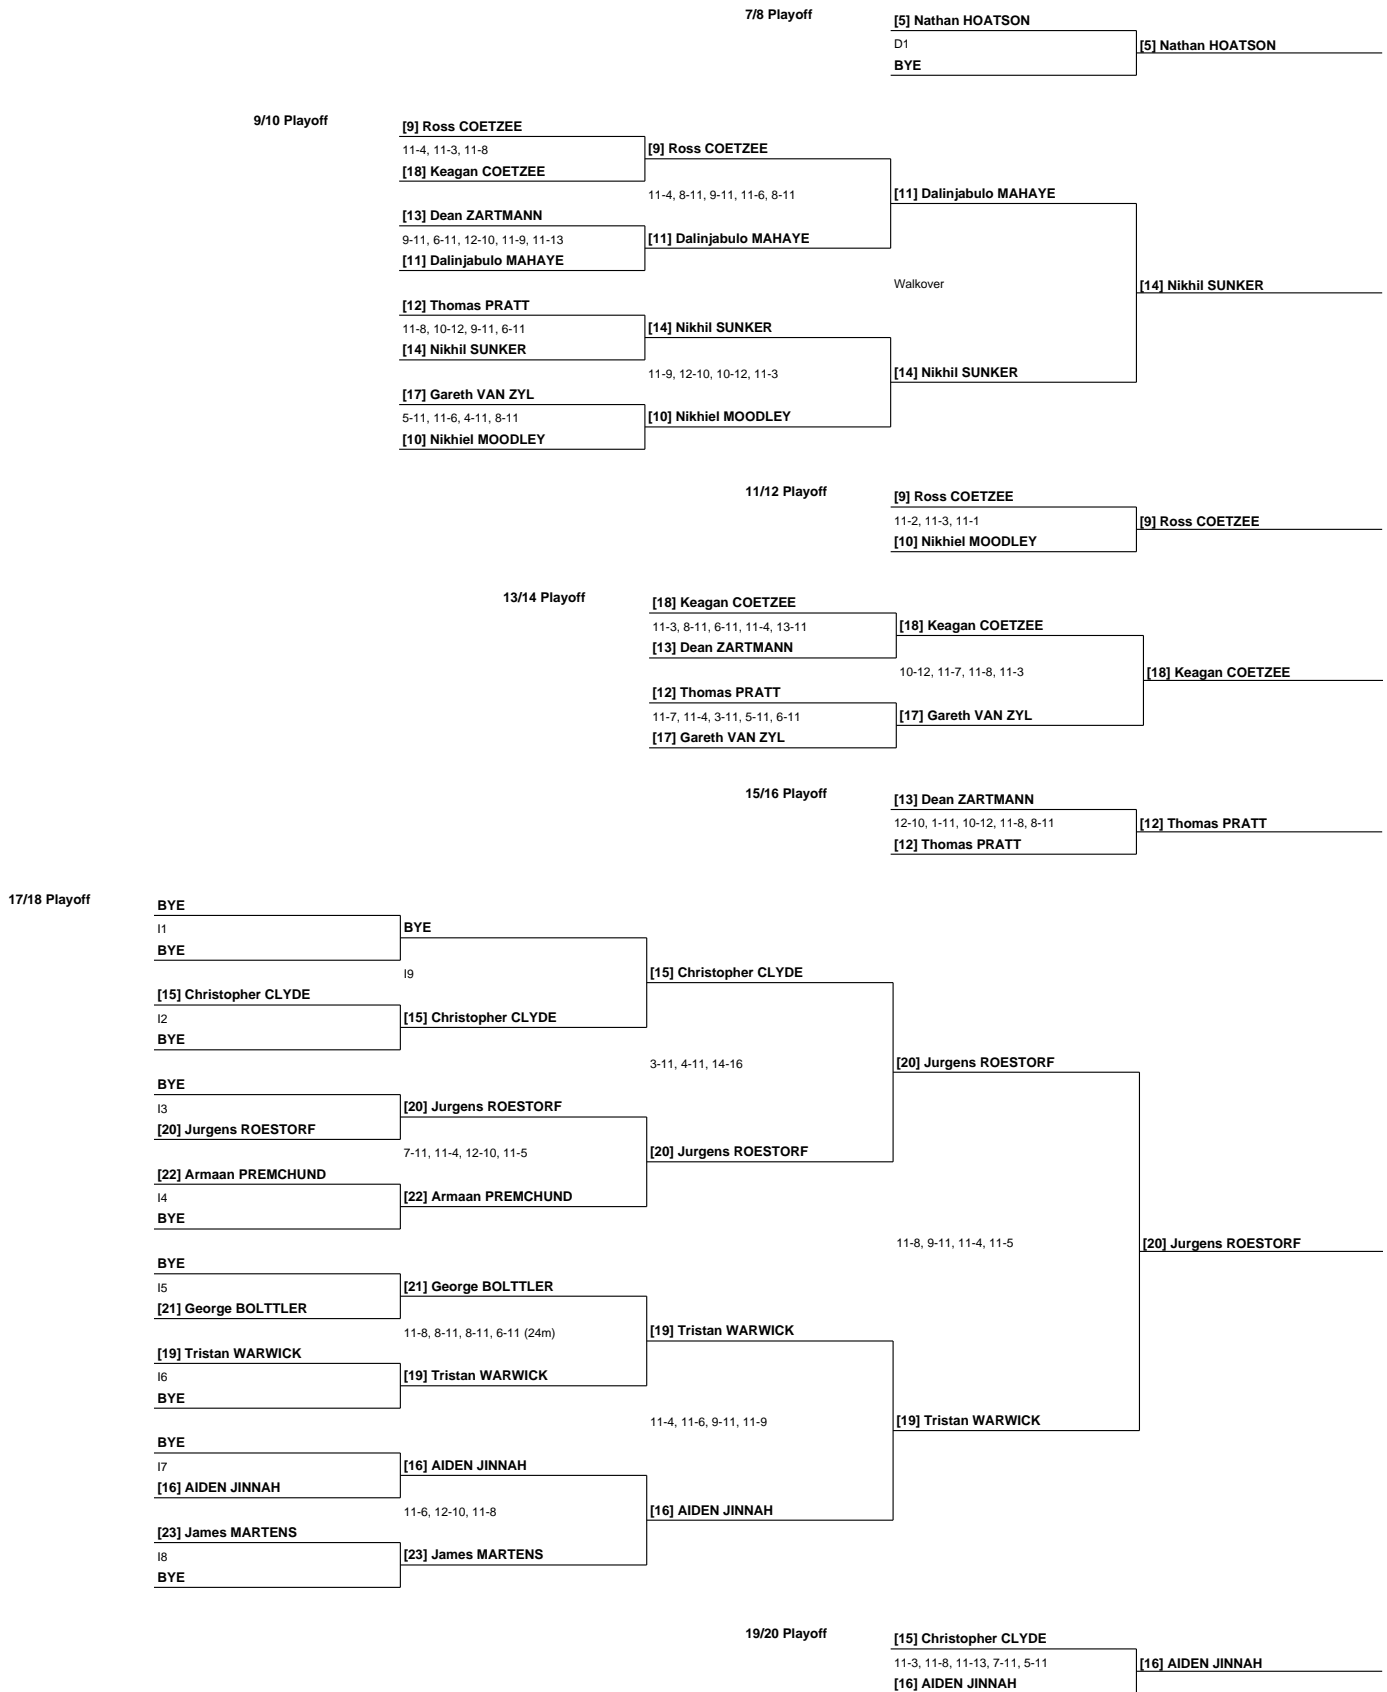 7/8 Playoff
[5] Nathan HOATSON
D1
BYE
[5] Nathan HOATSON
9/10 Playoff
[9] Ross COETZEE
11-4, 11-3, 11-8
[18] Keagan COETZEE
[9] Ross COETZEE
11-4, 8-11, 9-11, 11-6, 8-11
[11] Dalinjabulo MAHAYE
[13] Dean ZARTMANN
9-11, 6-11, 12-10, 11-9, 11-13
[11] Dalinjabulo MAHAYE
[11] Dalinjabulo MAHAYE
Walkover
[14] Nikhil SUNKER
[12] Thomas PRATT
11-8, 10-12, 9-11, 6-11
[14] Nikhil SUNKER
[14] Nikhil SUNKER
11-9, 12-10, 10-12, 11-3
[14] Nikhil SUNKER
[17] Gareth VAN ZYL
5-11, 11-6, 4-11, 8-11
[10] Nikhiel MOODLEY
[10] Nikhiel MOODLEY
11/12 Playoff
[9] Ross COETZEE
11-2, 11-3, 11-1
[10] Nikhiel MOODLEY
[9] Ross COETZEE
13/14 Playoff
[18] Keagan COETZEE
11-3, 8-11, 6-11, 11-4, 13-11
[13] Dean ZARTMANN
[18] Keagan COETZEE
10-12, 11-7, 11-8, 11-3
[18] Keagan COETZEE
[12] Thomas PRATT
11-7, 11-4, 3-11, 5-11, 6-11
[17] Gareth VAN ZYL
[17] Gareth VAN ZYL
15/16 Playoff
[13] Dean ZARTMANN
12-10, 1-11, 10-12, 11-8, 8-11
[12] Thomas PRATT
[12] Thomas PRATT
17/18 Playoff
BYE
I1
BYE
BYE
I9
[15] Christopher CLYDE
[15] Christopher CLYDE
I2
BYE
[15] Christopher CLYDE
3-11, 4-11, 14-16
[20] Jurgens ROESTORF
BYE
I3
[20] Jurgens ROESTORF
[20] Jurgens ROESTORF
7-11, 11-4, 12-10, 11-5
[20] Jurgens ROESTORF
[22] Armaan PREMCHUND
I4
BYE
[22] Armaan PREMCHUND
11-8, 9-11, 11-4, 11-5
[20] Jurgens ROESTORF
BYE
I5
[21] George BOLTTLER
[21] George BOLTTLER
11-8, 8-11, 8-11, 6-11 (24m)
[19] Tristan WARWICK
[19] Tristan WARWICK
I6
BYE
[19] Tristan WARWICK
11-4, 11-6, 9-11, 11-9
[19] Tristan WARWICK
BYE
I7
[16] AIDEN JINNAH
[16] AIDEN JINNAH
11-6, 12-10, 11-8
[16] AIDEN JINNAH
[23] James MARTENS
I8
BYE
[23] James MARTENS
19/20 Playoff
[15] Christopher CLYDE
11-3, 11-8, 11-13, 7-11, 5-11
[16] AIDEN JINNAH
[16] AIDEN JINNAH